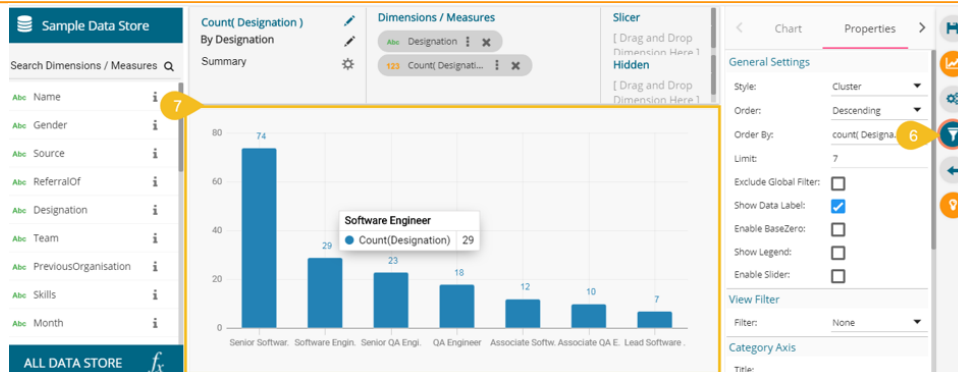 Sample Data Store
Search Dimensions / Measures
Abc Name i
Abc Gender i
Abc Source i
Abc ReferralOf i
Abc Designation i
Abc Team i
Abc PreviousOrganisation i
Abc Skills i
Abc Month i
ALL DATA STORE fx
Count( Designation )
By Designation
Summary
Dimensions / Measures
Abc Designation
123 Count( Designati...
Slicer
[ Drag and Drop
Dimension Here ]
Hidden
[ Drag and Drop
Dimension Here ]
7
80
60
40
20
0
74
29
23
18
12
10
7
Software Engineer
Count(Designation) 29
Senior Softwar. Software Engin. Senior QA Engi. QA Engineer Associate Softw. Associate QA E. Lead Software .
Chart Properties
General Settings
Style: Cluster
Order: Descending
Order By: count( Designa.
6
Limit: 7
Exclude Global Filter:
Show Data Label:
Enable BaseZero:
Show Legend:
Enable Slider:
View Filter
Filter: None
Category Axis
Title: